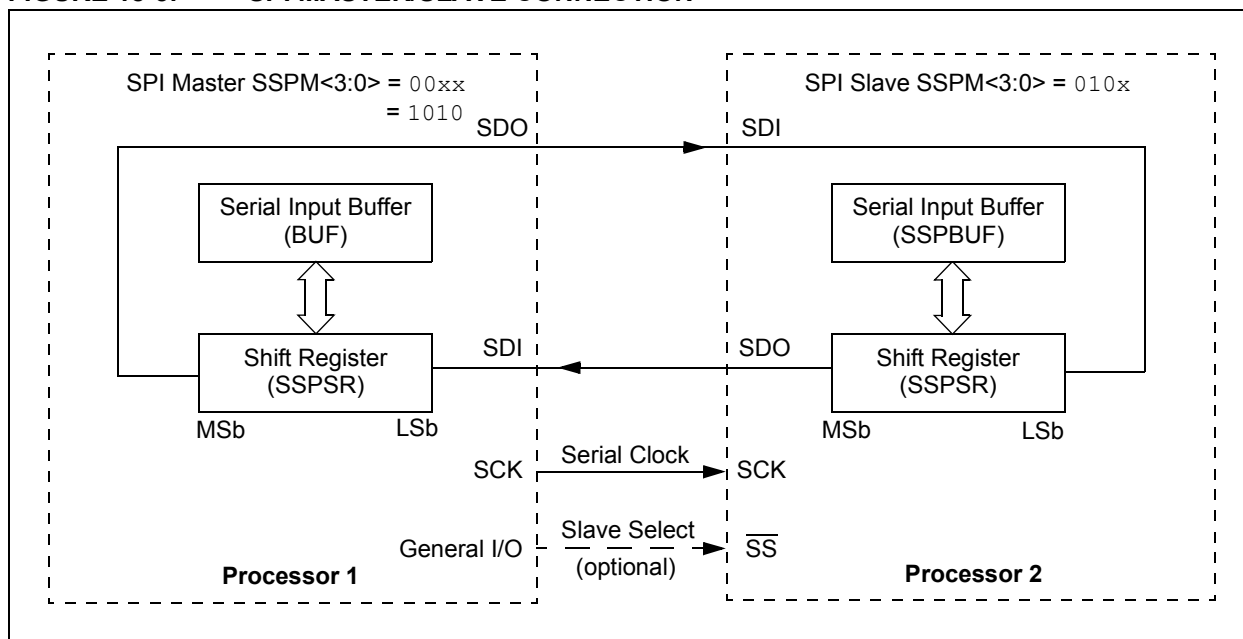 SPI Master SSPM<3:0> = 00xx
= 1010
SPI Slave SSPM<3:0> = 010x
SDO
SDI
Serial Input Buffer
(BUF)
Serial Input Buffer
(SSPBUF)
Shift Register
(SSPSR)
SDI
SDO
Shift Register
(SSPSR)
MSb
LSb
MSb
LSb
SCK
Serial Clock
SCK
General I/O
Slave Select
(optional)
SS
Processor 1
Processor 2